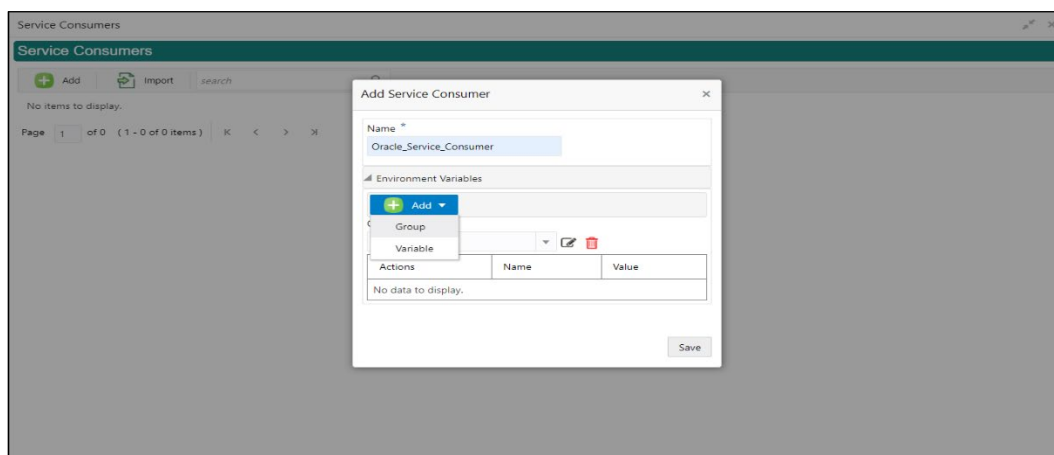 Service Consumers
Service Consumers
Add Import search
No items to display.
Page 1 of 0 (1 - 0 of 0 items)
Add Service Consumer
Name *
Oracle_Service_Consumer
Environment Variables
Add
Group
Variable
Actions Name Value
No data to display.
Save